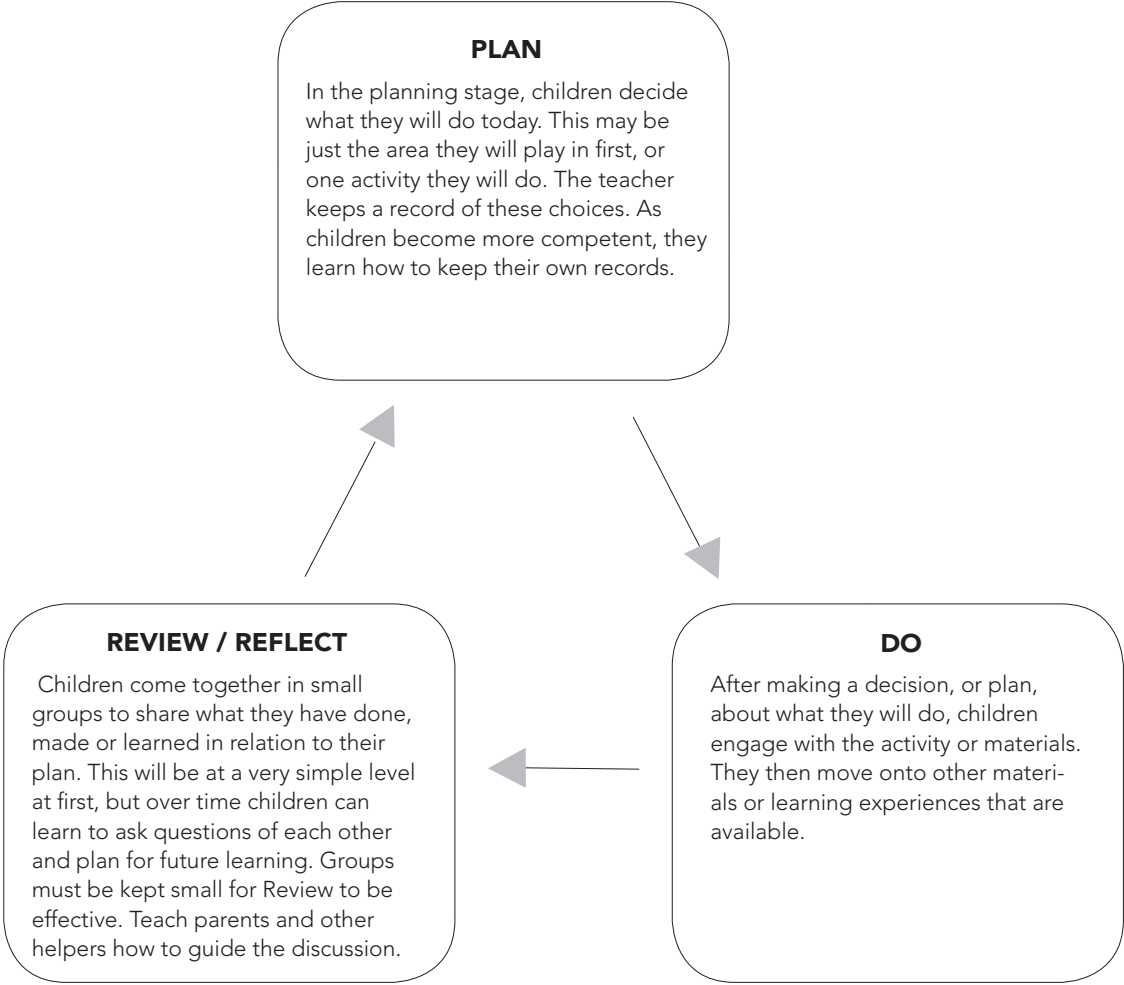 PLAN
In the planning stage, children decide
what they will do today. This may be
just the area they will play in first, or
one activity they will do. The teacher
keeps a record of these choices. As
children become more competent, they
learn how to keep their own records.
REVIEW / REFLECT
Children come together in small
groups to share what they have done,
made or learned in relation to their
plan. This will be at a very simple level
at first, but over time children can
learn to ask questions of each other
and plan for future learning. Groups
must be kept small for Review to be
effective. Teach parents and other
helpers how to guide the discussion.
DO
After making a decision, or plan,
about what they will do, children
engage with the activity or materials.
They then move onto other materi-
als or learning experiences that are
available.